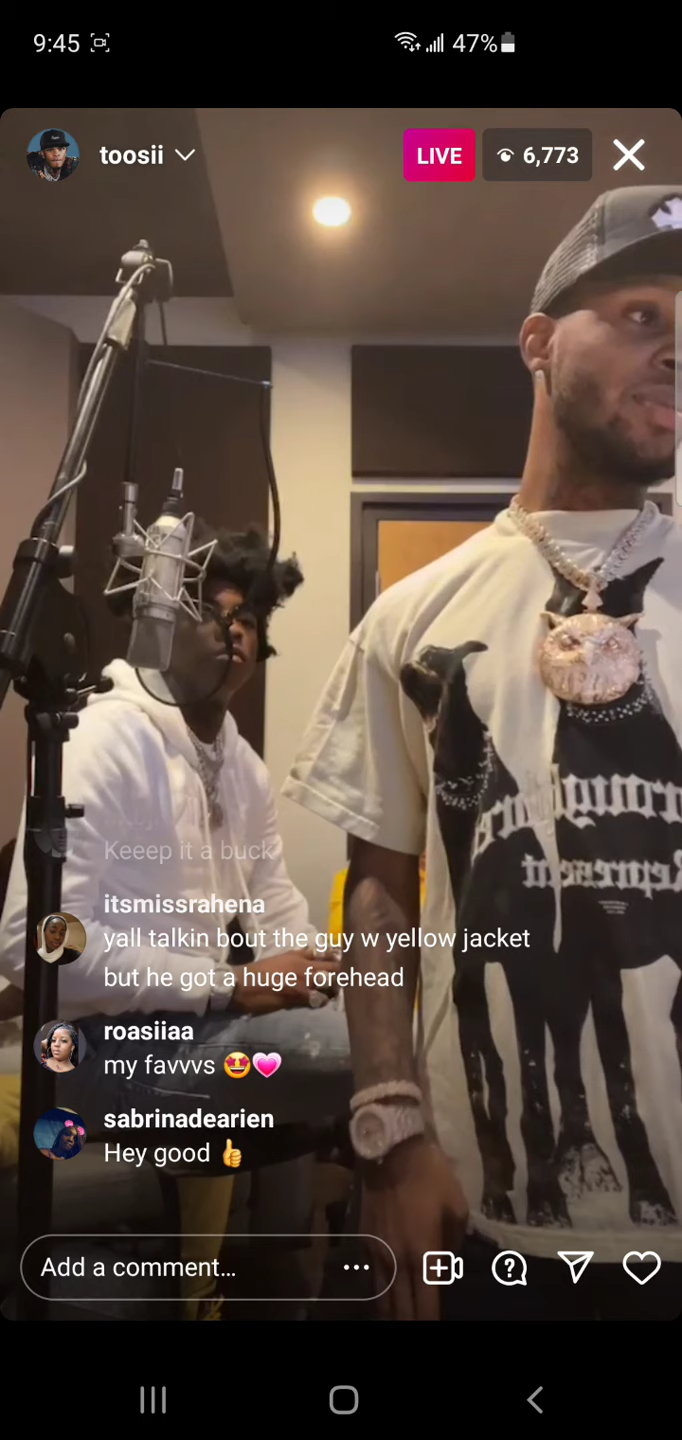 9:45
47%
toosii
LIVE
6,773
Keeep it a buck
itsmissrahena
yall talkin bout the guy w yellow jacket
but he got a huge forehead
roasiiaa
my favvvs 🤩💗
sabrinadearien
Hey good 👍
Add a comment...
Represent